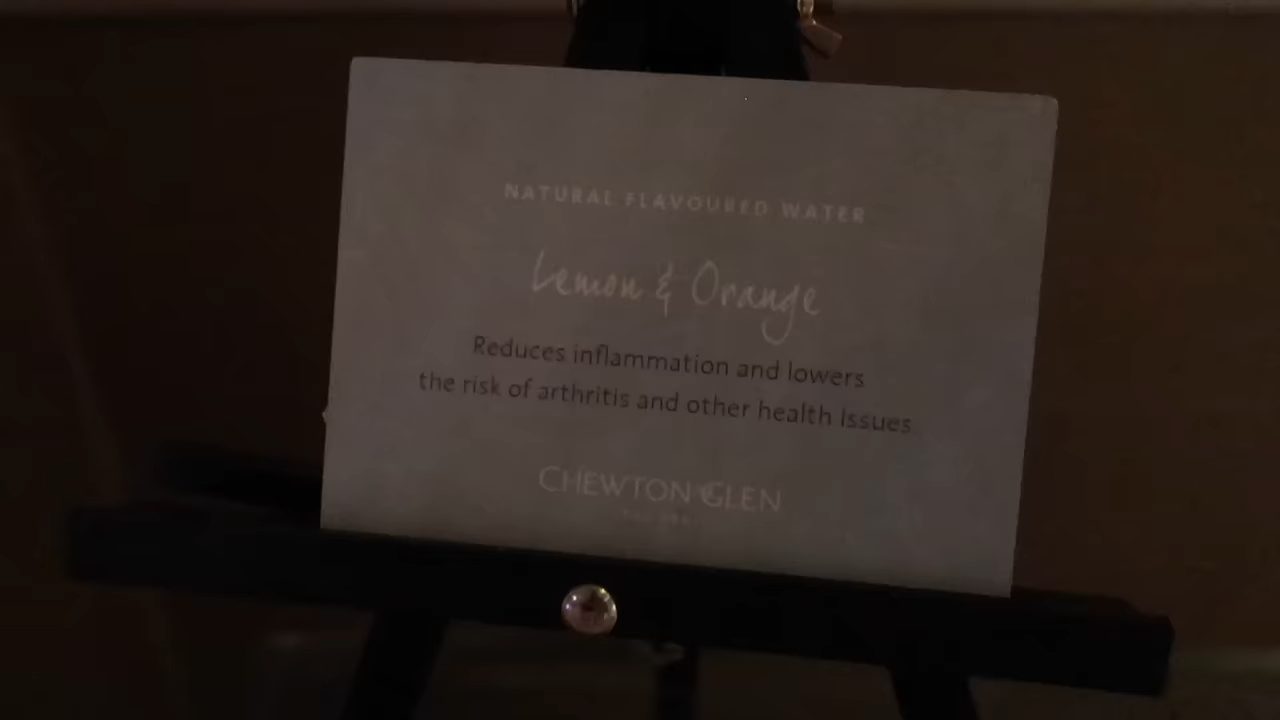 NATURAL FLAVOURED WATER
Lemon & Orange
Reduces inflammation and lowers
the risk of arthritis and other health issues.
CHEWTON GLEN